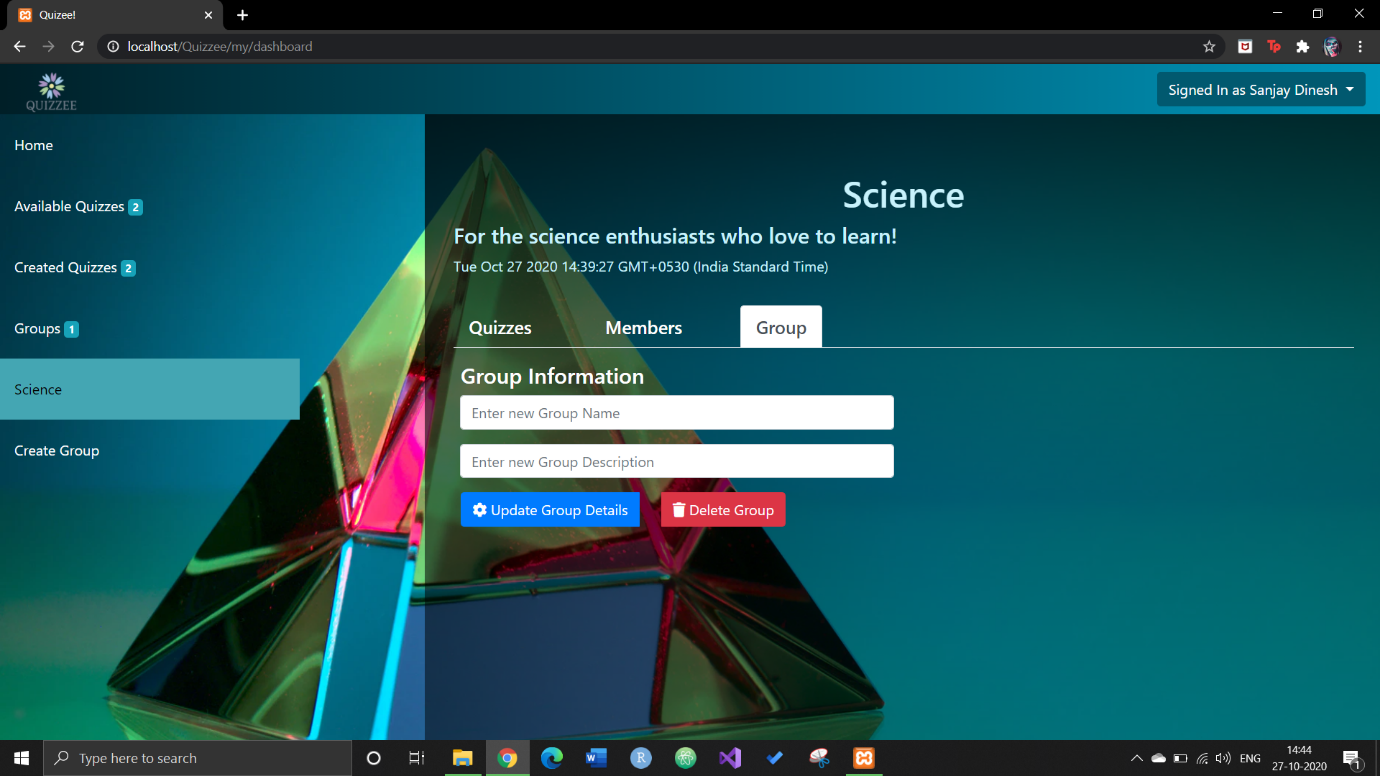 Quizee!
localhost/Quizzee/my/dashboard
QUIZZEE
Signed In as Sanjay Dinesh
Home
Available Quizzes 2
Created Quizzes 2
Groups 1
Science
Create Group
Science
For the science enthusiasts who love to learn!
Tue Oct 27 2020 14:39:27 GMT+0530 (India Standard Time)
Quizzes Members Group
Group Information
Enter new Group Name
Enter new Group Description
Update Group Details Delete Group
Type here to search
ENG
14:44
27-10-2020
1